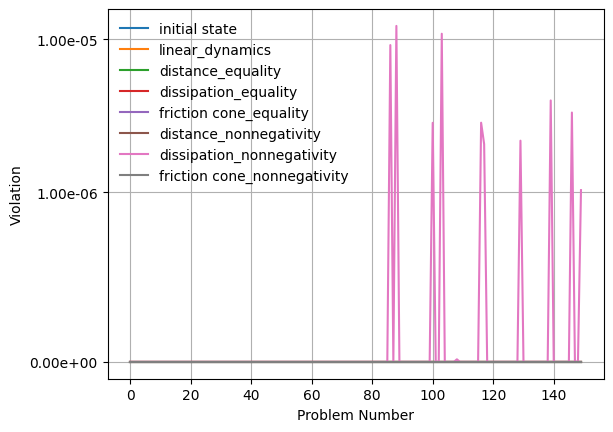 1.00e-05
1.00e-06
0.00e+00
Violation
initial state
linear_dynamics
distance_equality
dissipation_equality
friction cone_equality
distance_nonnegativity
dissipation_nonnegativity
friction cone_nonnegativity
0 20 40 60 80 100 120 140
Problem Number